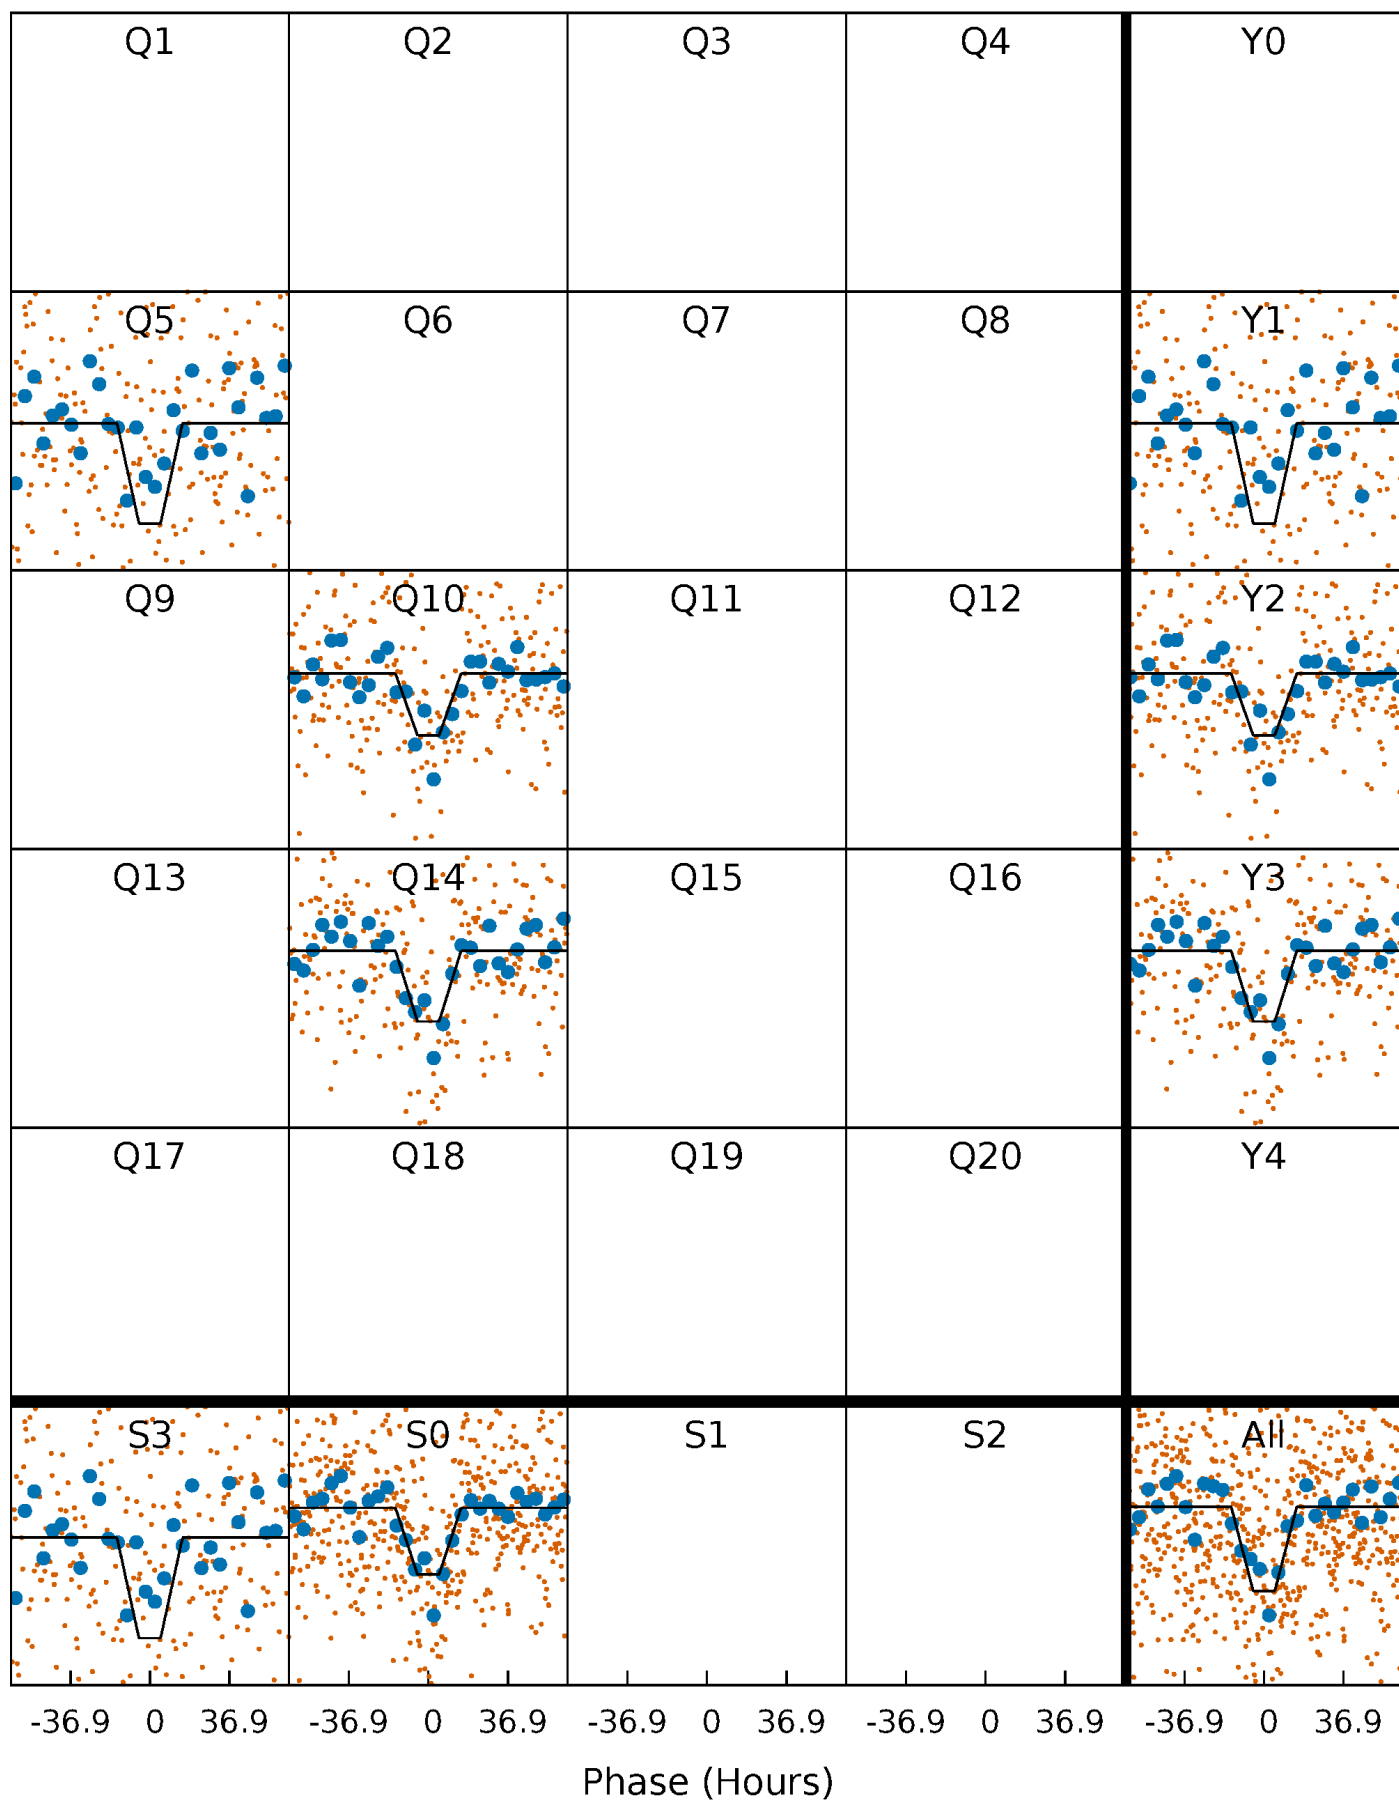 Q1 Q2 Q3 Q4 Y0
Q5 Q6 Q7 Q8 Y1
Q9 Q10 Q11 Q12 Y2
Q13 Q14 Q15 Q16 Y3
Q17 Q18 Q19 Q20 Y4
S3 S0 S1 S2 All
-36.9 0 36.9 -36.9 0 36.9 -36.9 0 36.9 -36.9 0 36.9 -36.9 0 36.9
Phase (Hours)